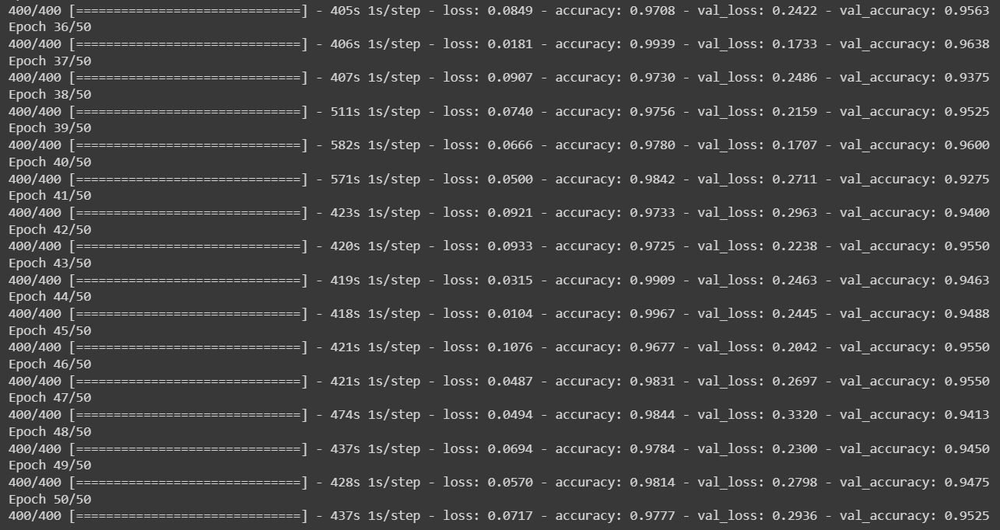 400/400 [==============================] - 405s 1s/step - loss: 0.0849 - accuracy: 0.9708 - val_loss: 0.2422 - val_accuracy: 0.9563
Epoch 36/50
400/400 [==============================] - 406s 1s/step - loss: 0.0181 - accuracy: 0.9939 - val_loss: 0.1733 - val_accuracy: 0.9638
Epoch 37/50
400/400 [==============================] - 407s 1s/step - loss: 0.0907 - accuracy: 0.9730 - val_loss: 0.2486 - val_accuracy: 0.9375
Epoch 38/50
400/400 [==============================] - 511s 1s/step - loss: 0.0740 - accuracy: 0.9756 - val_loss: 0.2159 - val_accuracy: 0.9525
Epoch 39/50
400/400 [==============================] - 582s 1s/step - loss: 0.0666 - accuracy: 0.9780 - val_loss: 0.1707 - val_accuracy: 0.9600
Epoch 40/50
400/400 [==============================] - 571s 1s/step - loss: 0.0500 - accuracy: 0.9842 - val_loss: 0.2711 - val_accuracy: 0.9275
Epoch 41/50
400/400 [==============================] - 423s 1s/step - loss: 0.0921 - accuracy: 0.9733 - val_loss: 0.2963 - val_accuracy: 0.9400
Epoch 42/50
400/400 [==============================] - 420s 1s/step - loss: 0.0933 - accuracy: 0.9725 - val_loss: 0.2238 - val_accuracy: 0.9550
Epoch 43/50
400/400 [==============================] - 419s 1s/step - loss: 0.0315 - accuracy: 0.9909 - val_loss: 0.2463 - val_accuracy: 0.9463
Epoch 44/50
400/400 [==============================] - 418s 1s/step - loss: 0.0104 - accuracy: 0.9967 - val_loss: 0.2445 - val_accuracy: 0.9488
Epoch 45/50
400/400 [==============================] - 421s 1s/step - loss: 0.1076 - accuracy: 0.9677 - val_loss: 0.2042 - val_accuracy: 0.9550
Epoch 46/50
400/400 [==============================] - 421s 1s/step - loss: 0.0487 - accuracy: 0.9831 - val_loss: 0.2697 - val_accuracy: 0.9550
Epoch 47/50
400/400 [==============================] - 474s 1s/step - loss: 0.0494 - accuracy: 0.9844 - val_loss: 0.3320 - val_accuracy: 0.9413
Epoch 48/50
400/400 [==============================] - 437s 1s/step - loss: 0.0694 - accuracy: 0.9784 - val_loss: 0.2300 - val_accuracy: 0.9450
Epoch 49/50
400/400 [==============================] - 428s 1s/step - loss: 0.0570 - accuracy: 0.9814 - val_loss: 0.2798 - val_accuracy: 0.9475
Epoch 50/50
400/400 [==============================] - 437s 1s/step - loss: 0.0717 - accuracy: 0.9777 - val_loss: 0.2936 - val_accuracy: 0.9525